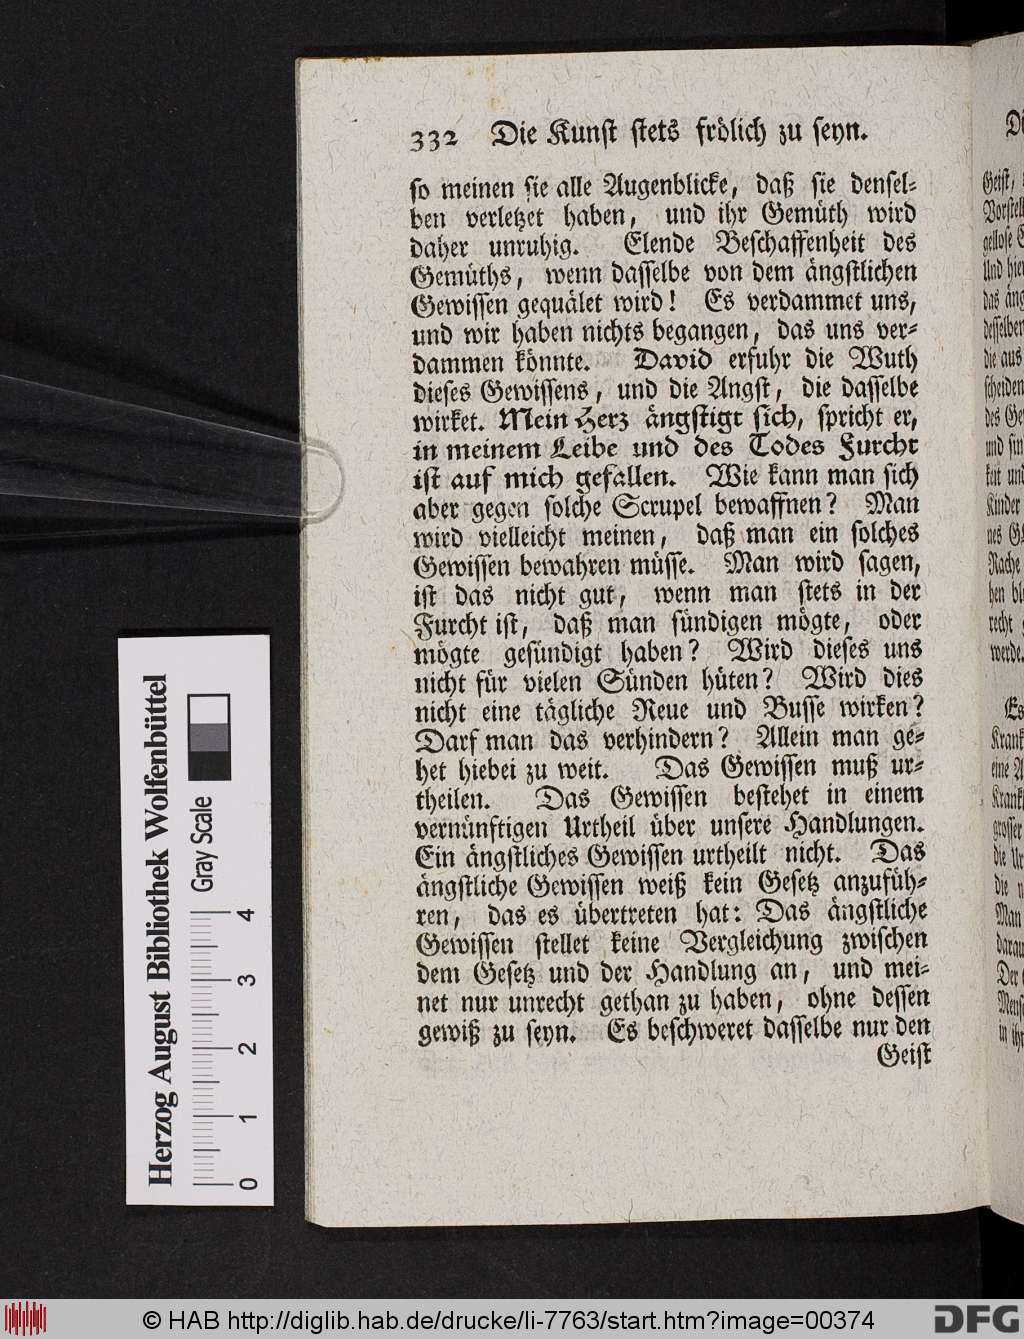 332 Die Kunst stets frölich zu seyn.
so meinen sie alle Augenblicke, daß sie densel-
ben verletzet haben, und ihr Gemüth wird
daher unruhig. Elende Beschaffenheit des
Gemüths, wenn dasselbe von dem ängstlichen
Gewissen gequälet wird! Es verdammet uns,
und wir haben nichts begangen, das uns ver-
dammen könnte. David erfuhr die Wuth
dieses Gewissens, und die Angst, die dasselbe
wirket. Mein Herz ängstigt sich, spricht er,
in meinem Leibe und des Todes Furcht
ist auf mich gefallen. Wie kann man sich
aber gegen solche Scrupel bewaffnen? Man
wird vielleicht meinen, daß man ein solches
Gewissen bewahren müsse. Man wird sagen,
ist das nicht gut, wenn man stets in der
Furcht ist, daß man sündigen mögte, oder
mögte gesündigt haben? Wird dieses uns
nicht für vielen Sünden hüten? Wird dies
nicht eine tägliche Reue und Busse wirken?
Darf man das verhindern? Allein man ge-
het hiebei zu weit. Das Gewissen muß ur-
theilen. Das Gewissen bestehet in einem
vernünftigen Urtheil über unsere Handlungen.
Ein ängstliches Gewissen urtheilt nicht. Das
ängstliche Gewissen weiß kein Gesetz anzufüh-
ren, das es übertreten hat: Das ängstliche
Gewissen stellet keine Vergleichung zwischen
dem Gesetz und der Handlung an, und mei-
net nur unrecht gethan zu haben, ohne dessen
gewiß zu seyn. Es beschweret dasselbe nur den
Geist
Herzog August Bibliothek Wolfenbüttel
Gray Scale
0 1 2 3 4
© HAB http://diglib.hab.de/drucke/li-7763/start.htm?image=00374
DFG